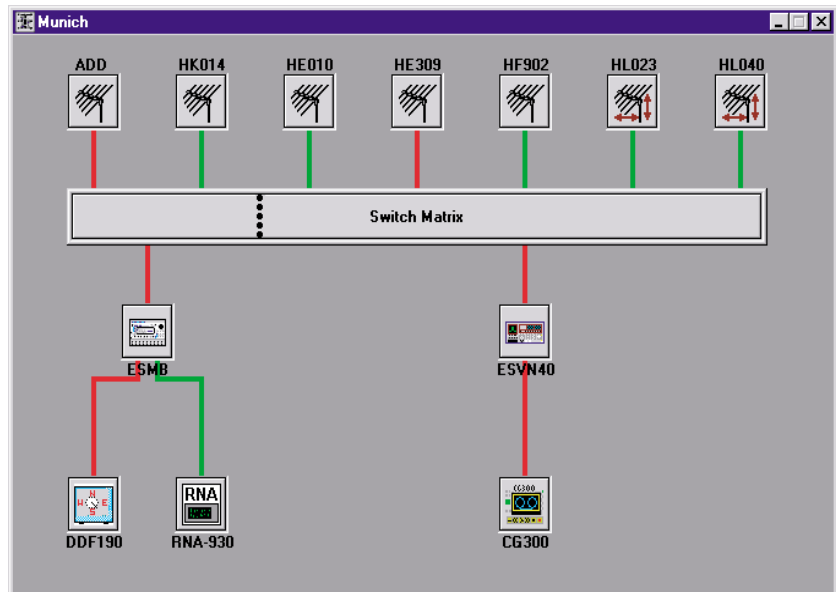 Munich
ADD HK014 HE010 HE309 HF902 HL023 HL040
Switch Matrix
ESMB ESVN40
N
W E
S
RNA
CG300
DDF190 RNA-930 CG300